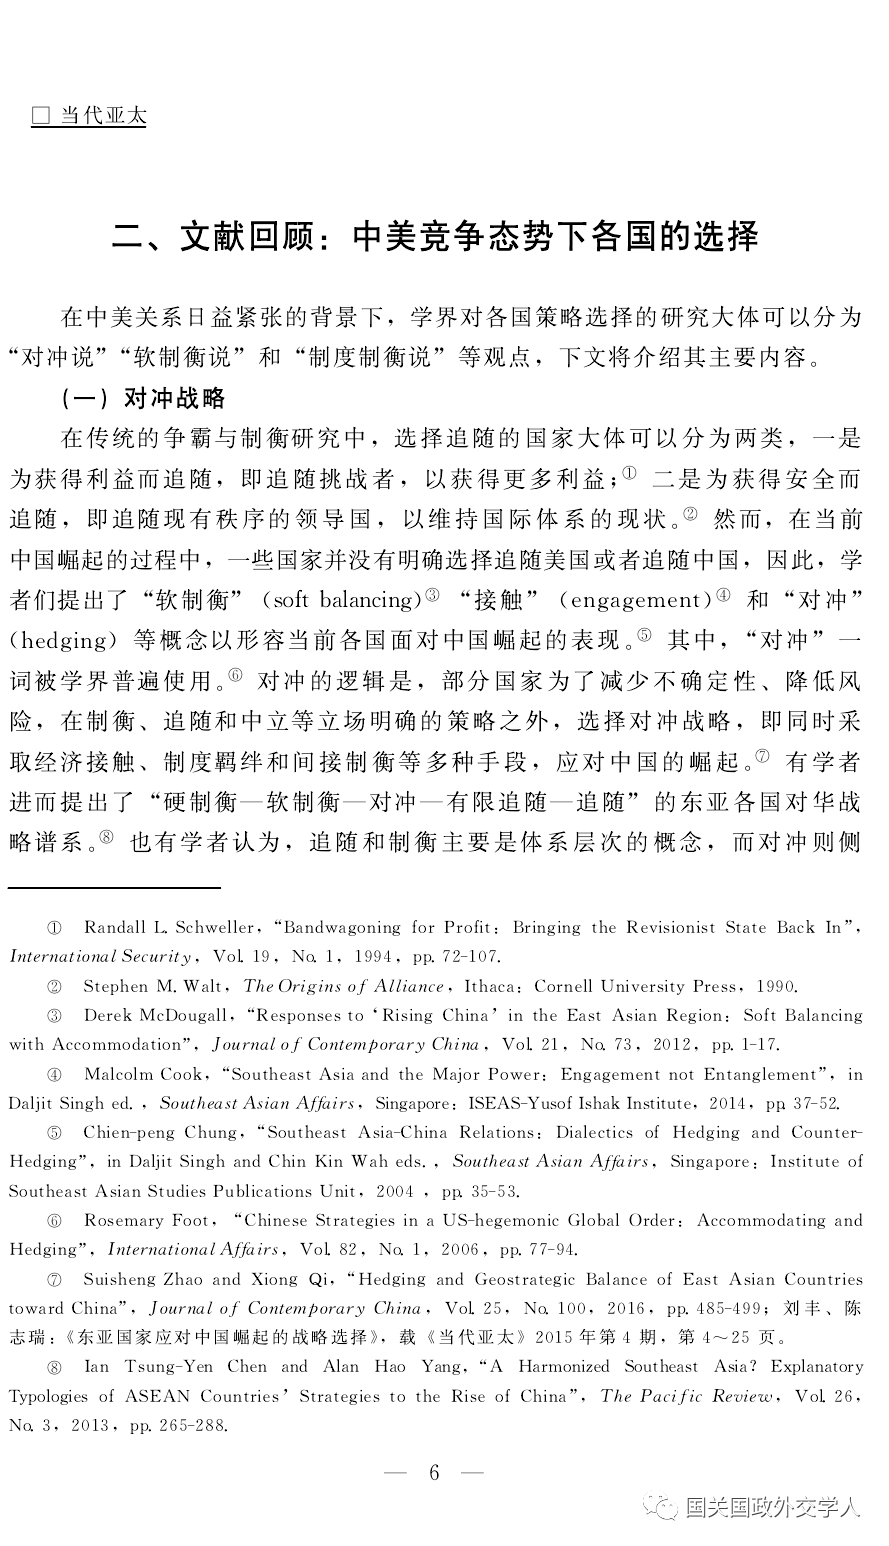 □ 当代亚太
二、文献回顾：中美竞争态势下各国的选择
在中美关系日益紧张的背景下，学界对各国策略选择的研究大体可以分为
“对冲说”“软制衡说”和“制度制衡说”等观点，下文将介绍其主要内容。
（一）对冲战略
在传统的争霸与制衡研究中，选择追随的国家大体可以分为两类，一是
为获得利益而追随，即追随挑战者，以获得更多利益；① 二是为获得安全而
追随，即追随现有秩序的领导国，以维持国际体系的现状。② 然而，在当前
中国崛起的过程中，一些国家并没有明确选择追随美国或者追随中国，因此，学
者们提出了“软制衡”（soft balancing）③ “接触”（engagement）④ 和“对冲”
（hedging）等概念以形容当前各国面对中国崛起的表现。⑤ 其中，“对冲”一
词被学界普遍使用。⑥ 对冲的逻辑是，部分国家为了减少不确定性、降低风
险，在制衡、追随和中立等立场明确的策略之外，选择对冲战略，即同时采
取经济接触、制度羁绊和间接制衡等多种手段，应对中国的崛起。⑦ 有学者
进而提出了“硬制衡—软制衡—对冲—有限追随—追随”的东亚各国对华战
略谱系。⑧ 也有学者认为，追随和制衡主要是体系层次的概念，而对冲则侧
① Randall L. Schweller，“Bandwagoning for Profit：Bringing the Revisionist State Back In”，
International Security，Vol. 19，No. 1，1994，pp. 72-107.
② Stephen M. Walt，The Origins of Alliance，Ithaca：Cornell University Press，1990.
③ Derek McDougall，“Responses to ‘Rising China’ in the East Asian Region：Soft Balancing
with Accommodation”，Journal of Contemporary China，Vol. 21，No. 73，2012，pp. 1-17.
④ Malcolm Cook，“Southeast Asia and the Major Power：Engagement not Entanglement”，in
Daljit Singh ed.，Southeast Asian Affairs，Singapore：ISEAS-Yusof Ishak Institute，2014，pp. 37-52.
⑤ Chien-peng Chung，“Southeast Asia-China Relations：Dialectics of Hedging and Counter-
Hedging”，in Daljit Singh and Chin Kin Wah eds.，Southeast Asian Affairs，Singapore：Institute of
Southeast Asian Studies Publications Unit，2004，pp. 35-53.
⑥ Rosemary Foot，“Chinese Strategies in a US-hegemonic Global Order：Accommodating and
Hedging”，International Affairs，Vol. 82，No. 1，2006，pp. 77-94.
⑦ Suisheng Zhao and Xiong Qi，“Hedging and Geostrategic Balance of East Asian Countries
toward China”，Journal of Contemporary China，Vol. 25，No. 100，2016，pp. 485-499；刘丰、陈
志瑞：《东亚国家应对中国崛起的战略选择》，载《当代亚太》2015 年第 4 期，第 4～25 页。
⑧ Ian Tsung-Yen Chen and Alan Hao Yang，“A Harmonized Southeast Asia？Explanatory
Typologies of ASEAN Countries’ Strategies to the Rise of China”，The Pacific Review，Vol. 26，
No. 3，2013，pp. 265-288.
— 6 —
国关国政外交学人